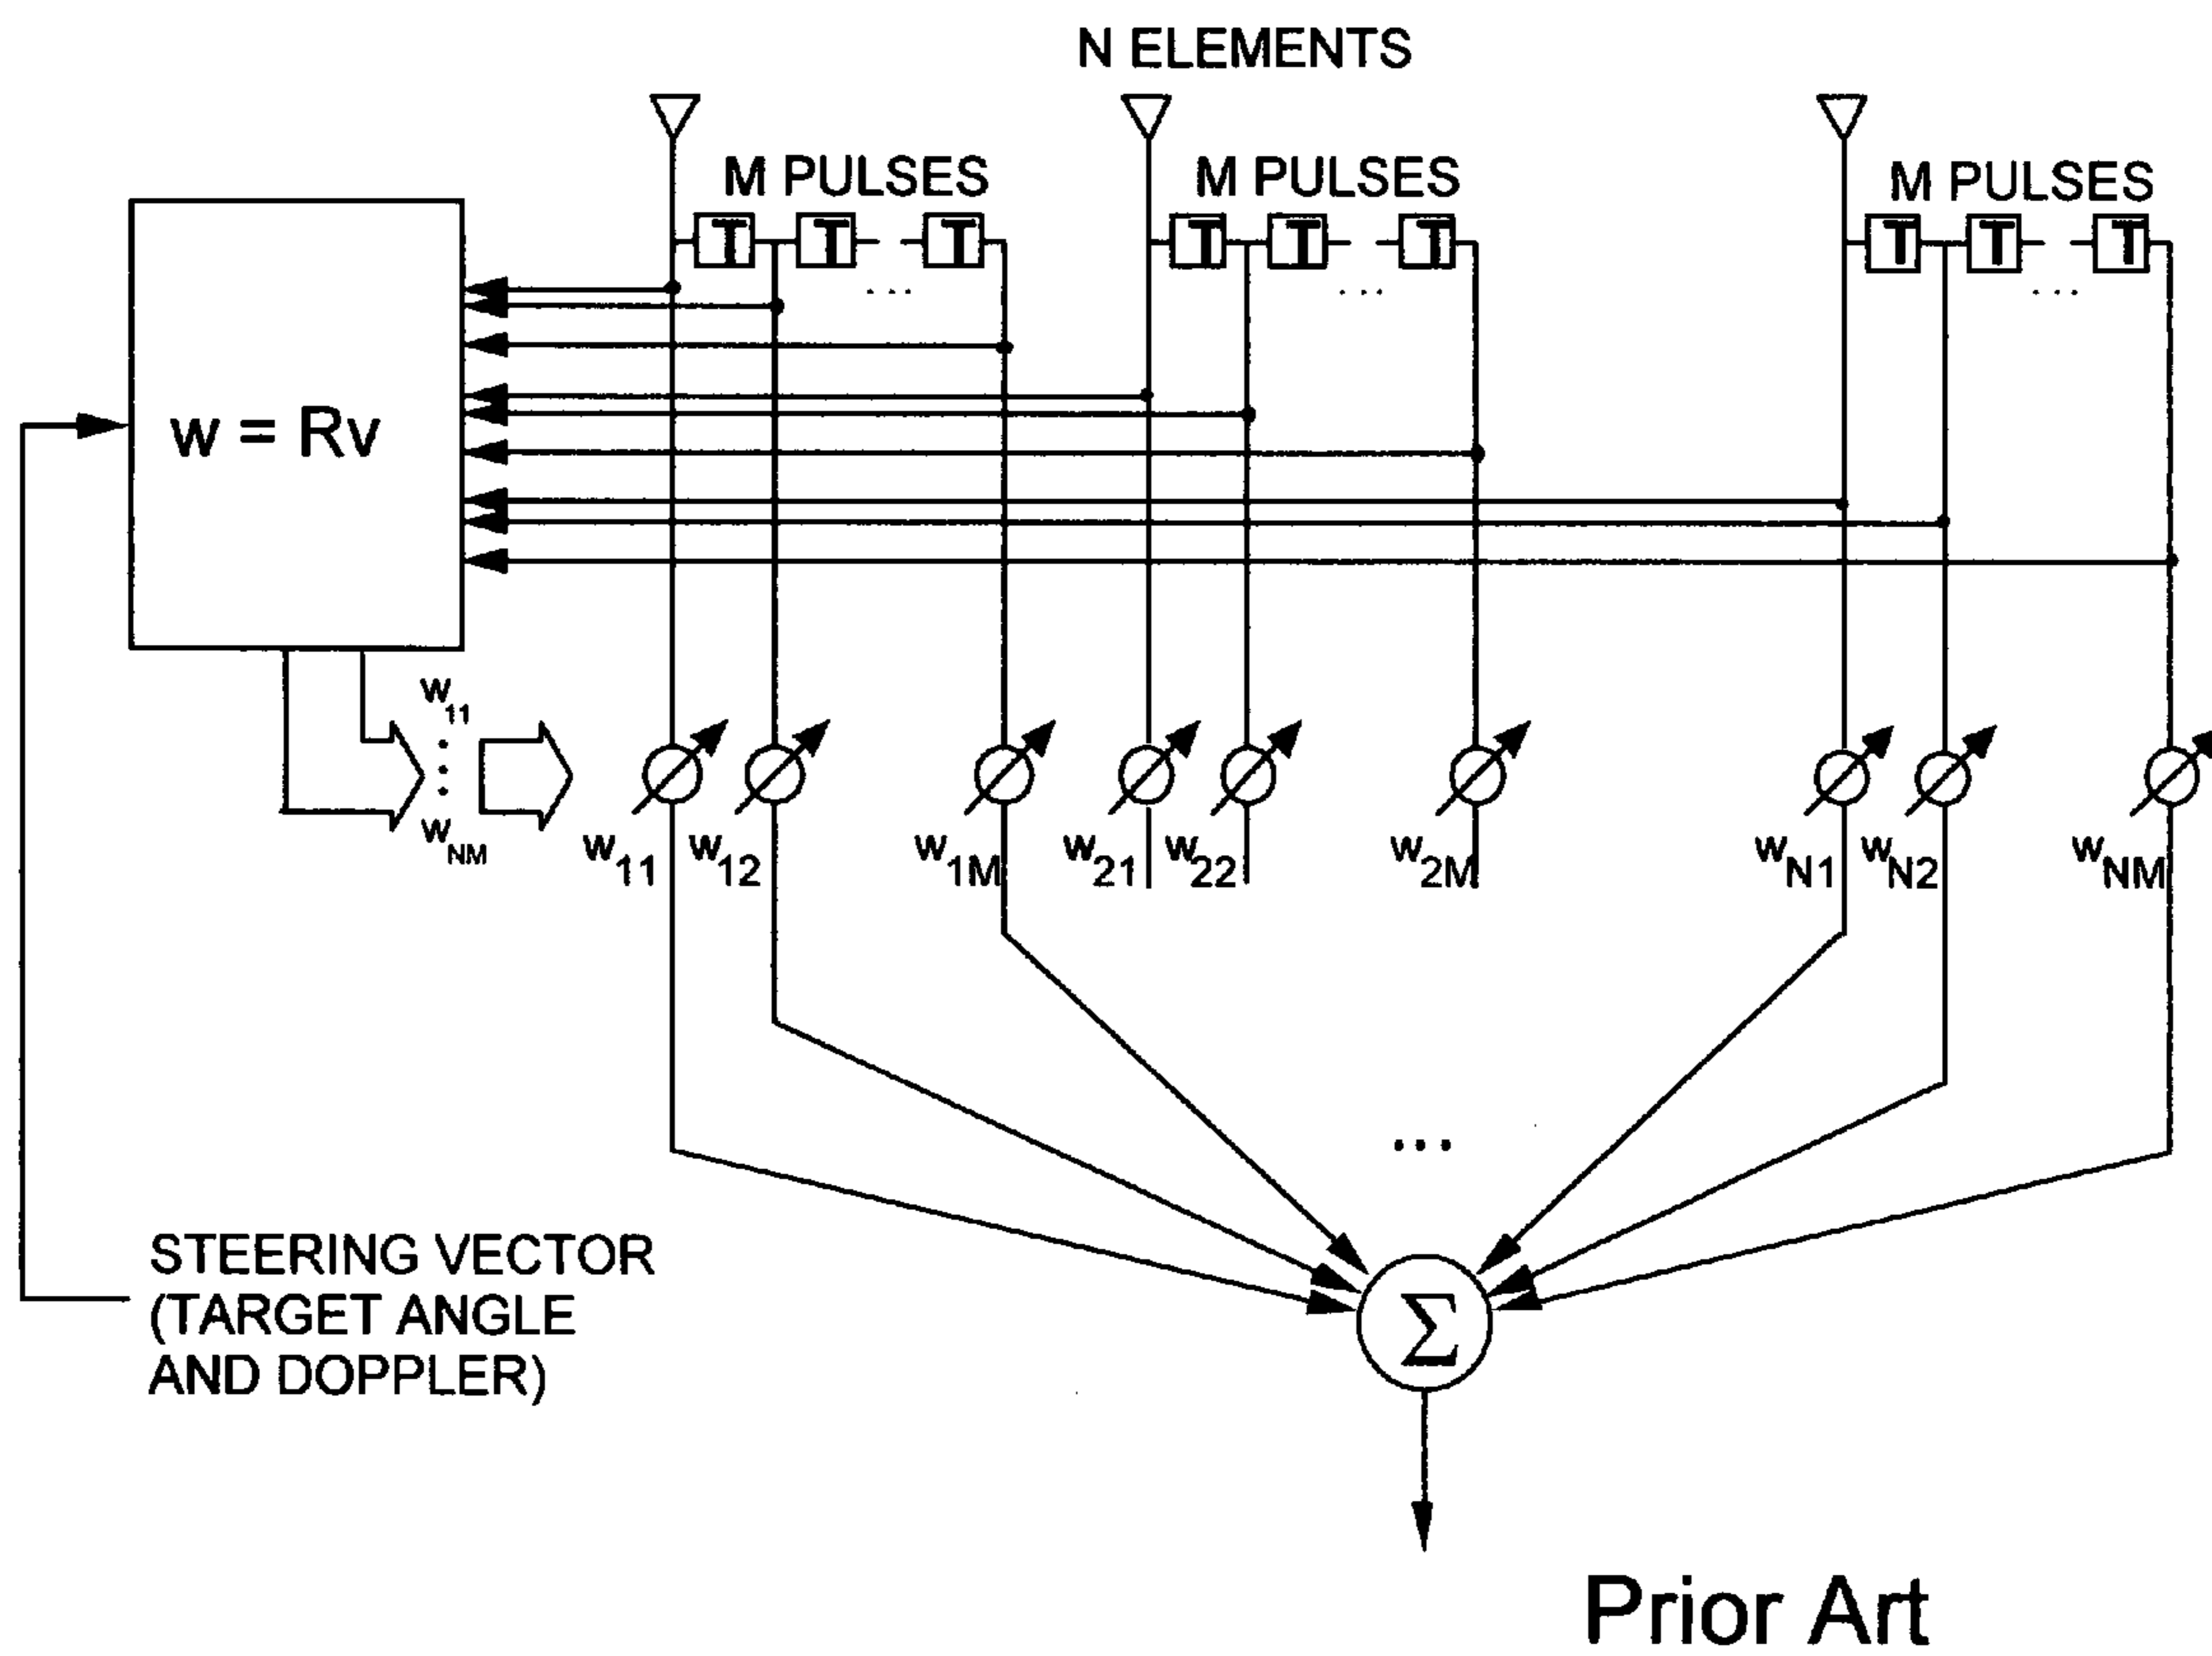 N ELEMENTS
M PULSES M PULSES M PULSES
T T T T T T T T T
... ... ...
w = Rv
w11
wNM
w11 w12 w1M w21 w22 w2M wN1 wN2 wNM
...
STEERING VECTOR
(TARGET ANGLE
AND DOPPLER)
Σ
Prior Art